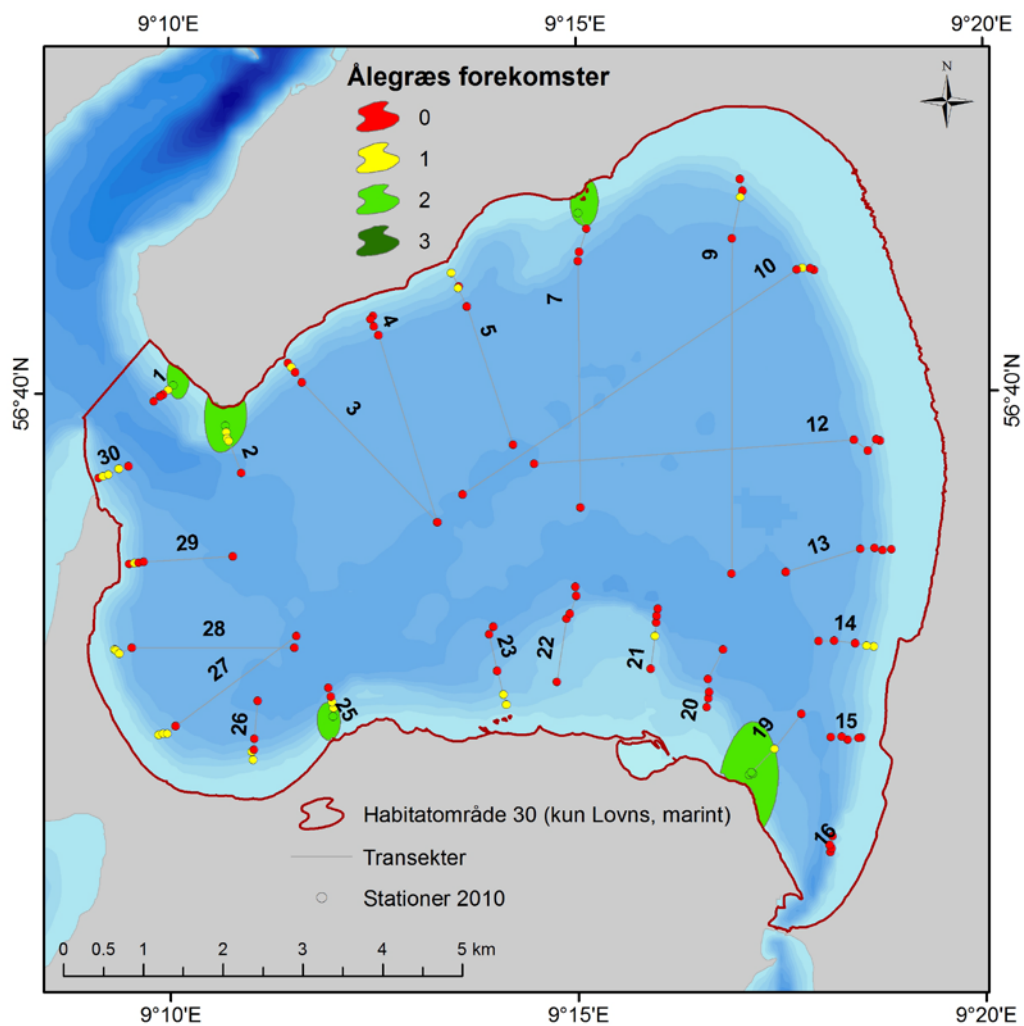 9°10'E
9°15'E
9°20'E
Ålegræs forekomster
N
0
1
2
3
9
10
7
5
4
56°40'N
56°40'N
1
3
12
2
30
29
13
28
14
27
23
22
21
26
25
20
19
15
16
Habitatområde 30 (kun Lovns, marint)
Transekter
Stationer 2010
0 0.5 1 2 3 4 5 km
9°10'E
9°15'E
9°20'E